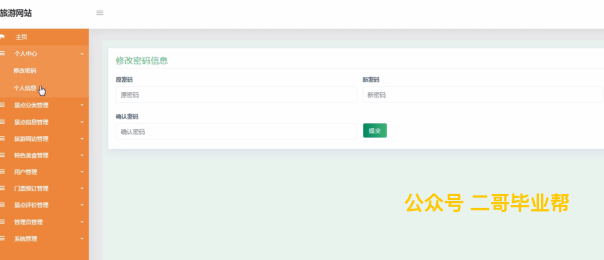 旅游网站
主页
个人中心
修改密码
个人信息
景点分类管理
景点信息管理
旅游周边管理
特色美食管理
用户管理
门票预订管理
景点评价管理
管理员管理
系统管理
修改密码信息
原密码
新密码
原密码
新密码
确认密码
确认密码
提交
公众号 二哥毕业帮